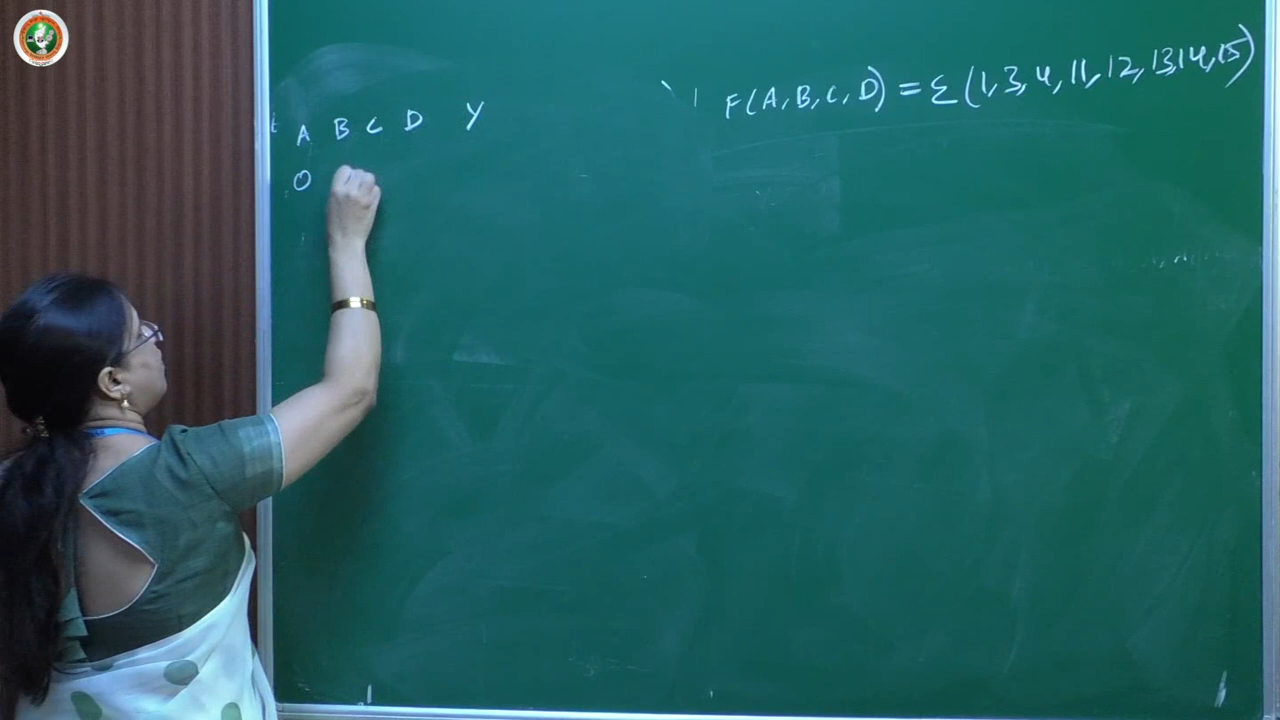 F(A,B,C,D) = Σ(1,3,4,11,12,13,14,15)
A B C D Y
0